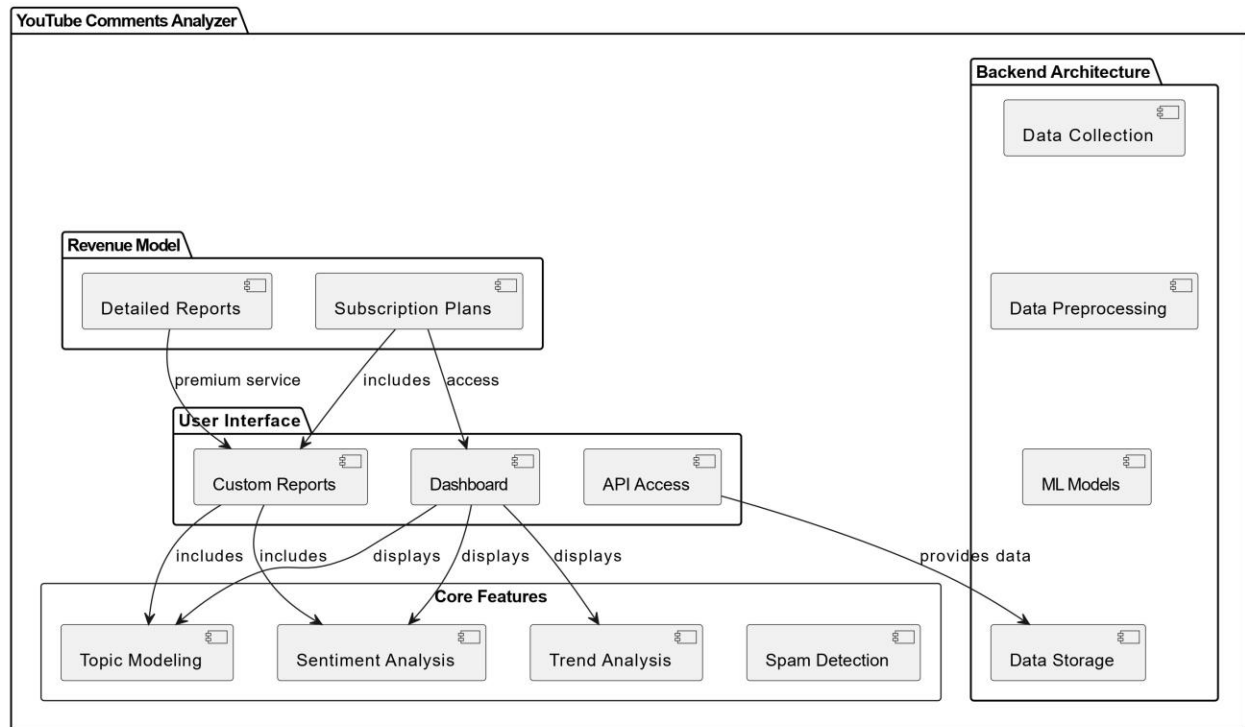 YouTube Comments Analyzer
Backend Architecture
Data Collection
Revenue Model
Detailed Reports
Subscription Plans
Data Preprocessing
premium service
includes
access
User Interface
Custom Reports
Dashboard
API Access
ML Models
includes
includes
displays
displays
displays
provides data
Core Features
Topic Modeling
Sentiment Analysis
Trend Analysis
Spam Detection
Data Storage